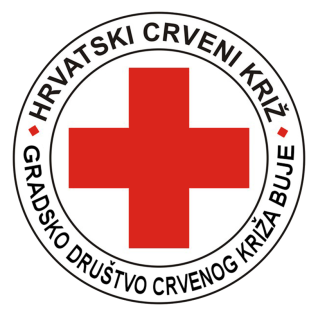 HRVATSKI CRVENI KRIŽ
GRADSKO DRUŠTVO CRVENOG KRIŽA BUJE